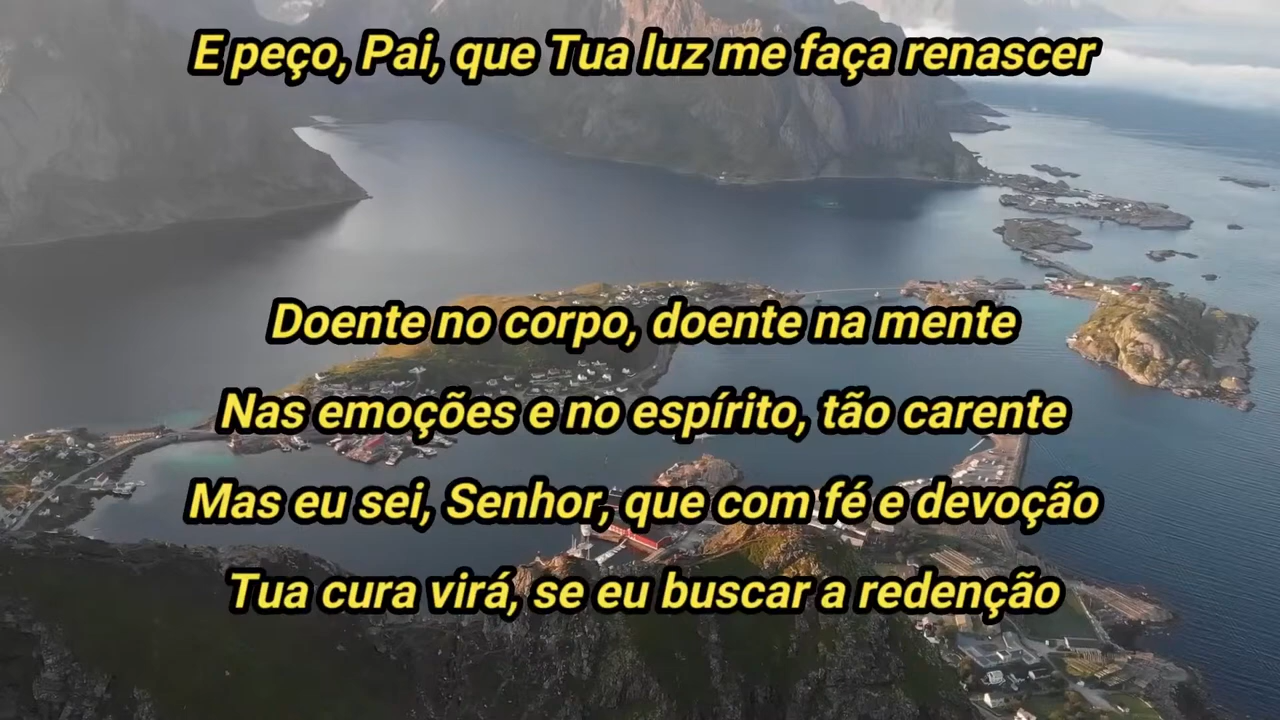 E peço, Pai, que Tua luz me faça renascer
Doente no corpo, doente na mente
Nas emoções e no espírito, tão carente
Mas eu sei, Senhor, que com fé e devoção
Tua cura virá, se eu buscar a redenção